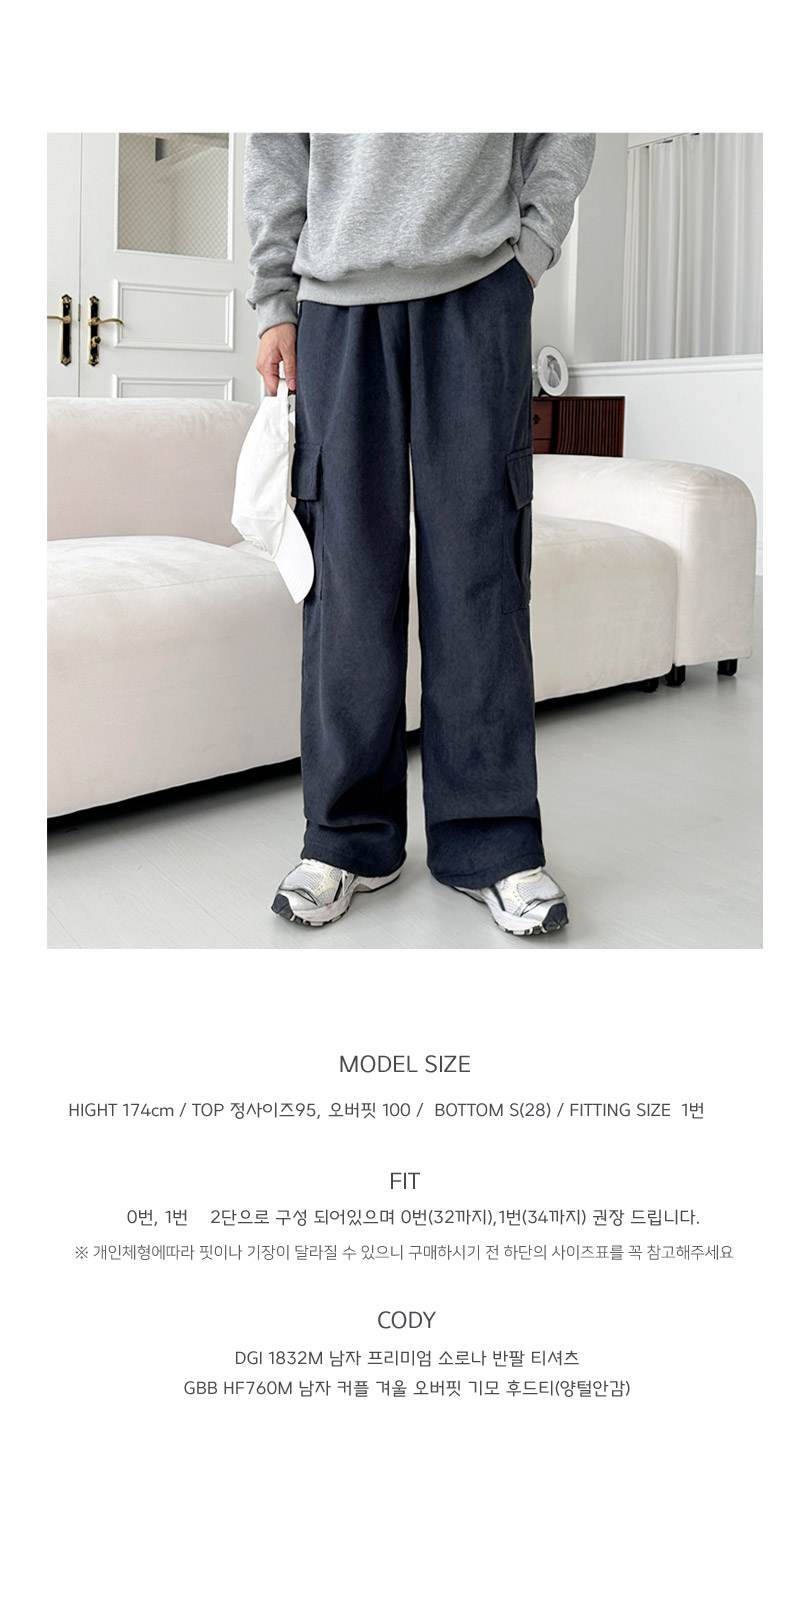 MODEL SIZE
HIGHT 174cm / TOP 정사이즈95, 오버핏 100 / BOTTOM S(28) / FITTING SIZE 1번
FIT
0번, 1번 2단으로 구성 되어있으며 0번(32까지),1번(34까지) 권장 드립니다.
※ 개인체형에따라 핏이나 기장이 달라질 수 있으니 구매하시기 전 하단의 사이즈표를 꼭 참고해주세요
CODY
DGI 1832M 남자 프리미엄 소로나 반팔 티셔츠
GBB HF760M 남자 커플 겨울 오버핏 기모 후드티(양털안감)